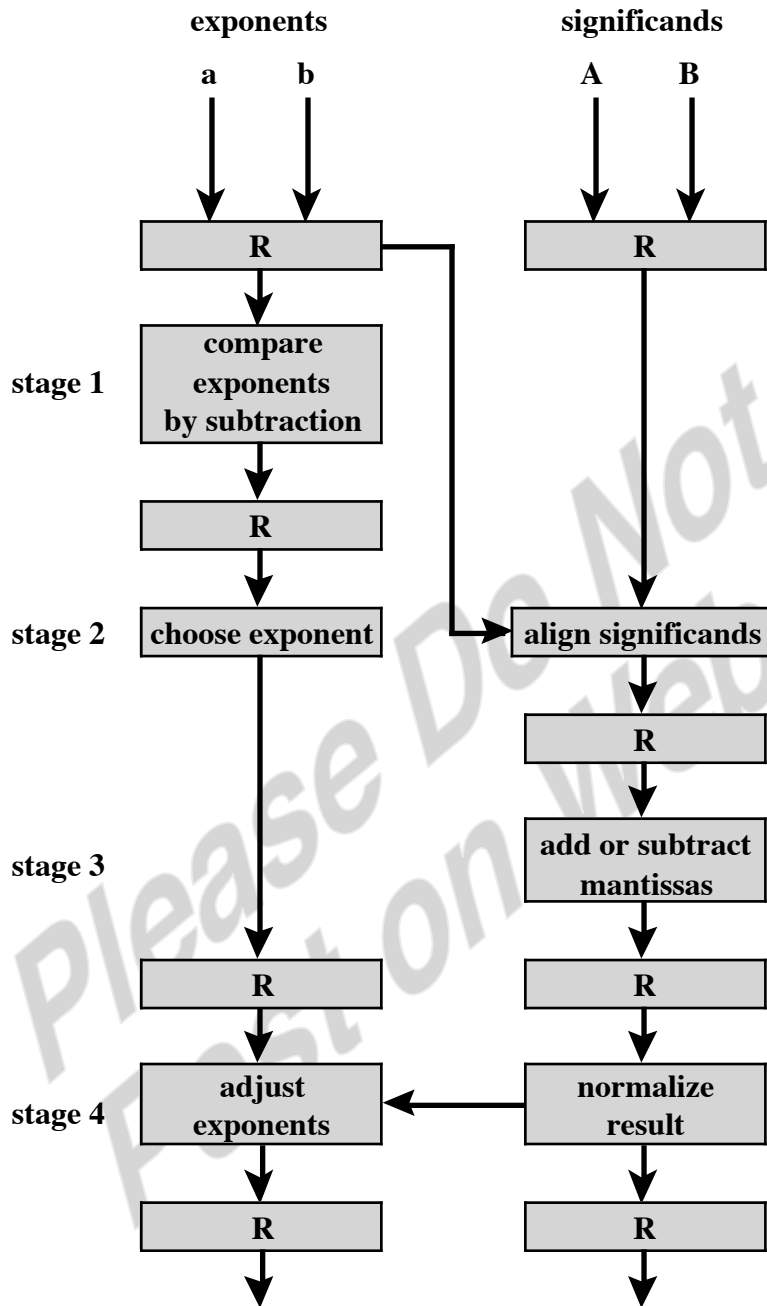 exponents
significands
a
b
A
B
R
R
stage 1
compare
exponents
by subtraction
R
stage 2
choose exponent
align significands
R
stage 3
add or subtract
mantissas
R
R
stage 4
adjust
exponents
normalize
result
R
R
Please Do Not
Post on Web